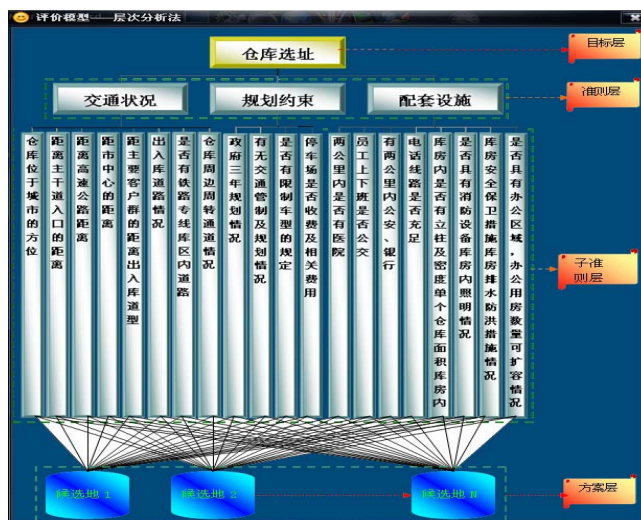 评价模型——层次分析法
仓库选址
目标层
交通状况
规划约束
配套设施
准则层
仓库位于城市的方位
距离主干道入口的距离
距离高速公路距离
距市中心的距离
距主要客户群的距离出入库道型
出入库道路情况
是否有铁路专线库区内道路
仓库周边周转通道情况
政府三年规划情况
有无交通管制及规划情况
是否有限制车型的规定
停车场是否收费及相关费用
两公里内是否有医院
员工上下班是否公交
有两公里内公安、银行
电话线路是否充足
库房内是否有立柱及密度单个仓库面积库房内
是否具有消防设备库房内照明情况
库房安全保卫措施库房排水防洪措施情况
是否具有办公区域，办公用房数量可扩容情况
子准
则层
候选地1
候选地2
候选地N
方案层